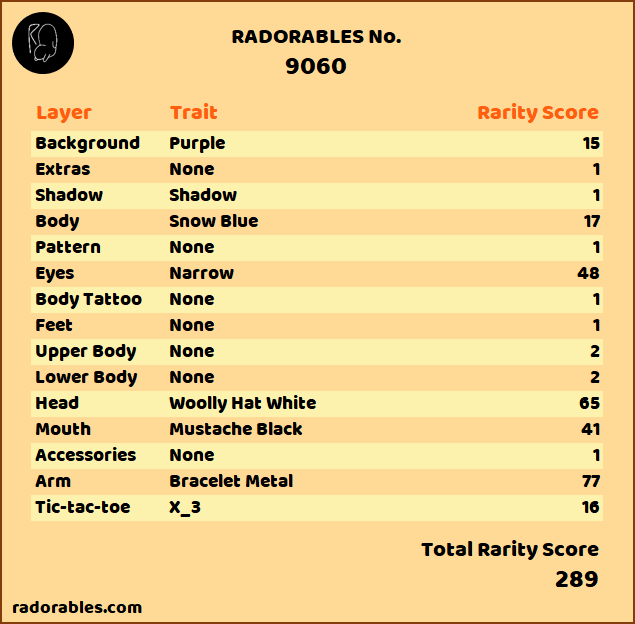 RADORABLES No.
9060
Layer Trait Rarity Score
Background Purple 15
Extras None 1
Shadow Shadow 1
Body Snow Blue 17
Pattern None 1
Eyes Narrow 48
Body Tattoo None 1
Feet None 1
Upper Body None 2
Lower Body None 2
Head Woolly Hat White 65
Mouth Mustache Black 41
Accessories None 1
Arm Bracelet Metal 77
Tic-tac-toe X_3 16
Total Rarity Score
289
radorables.com